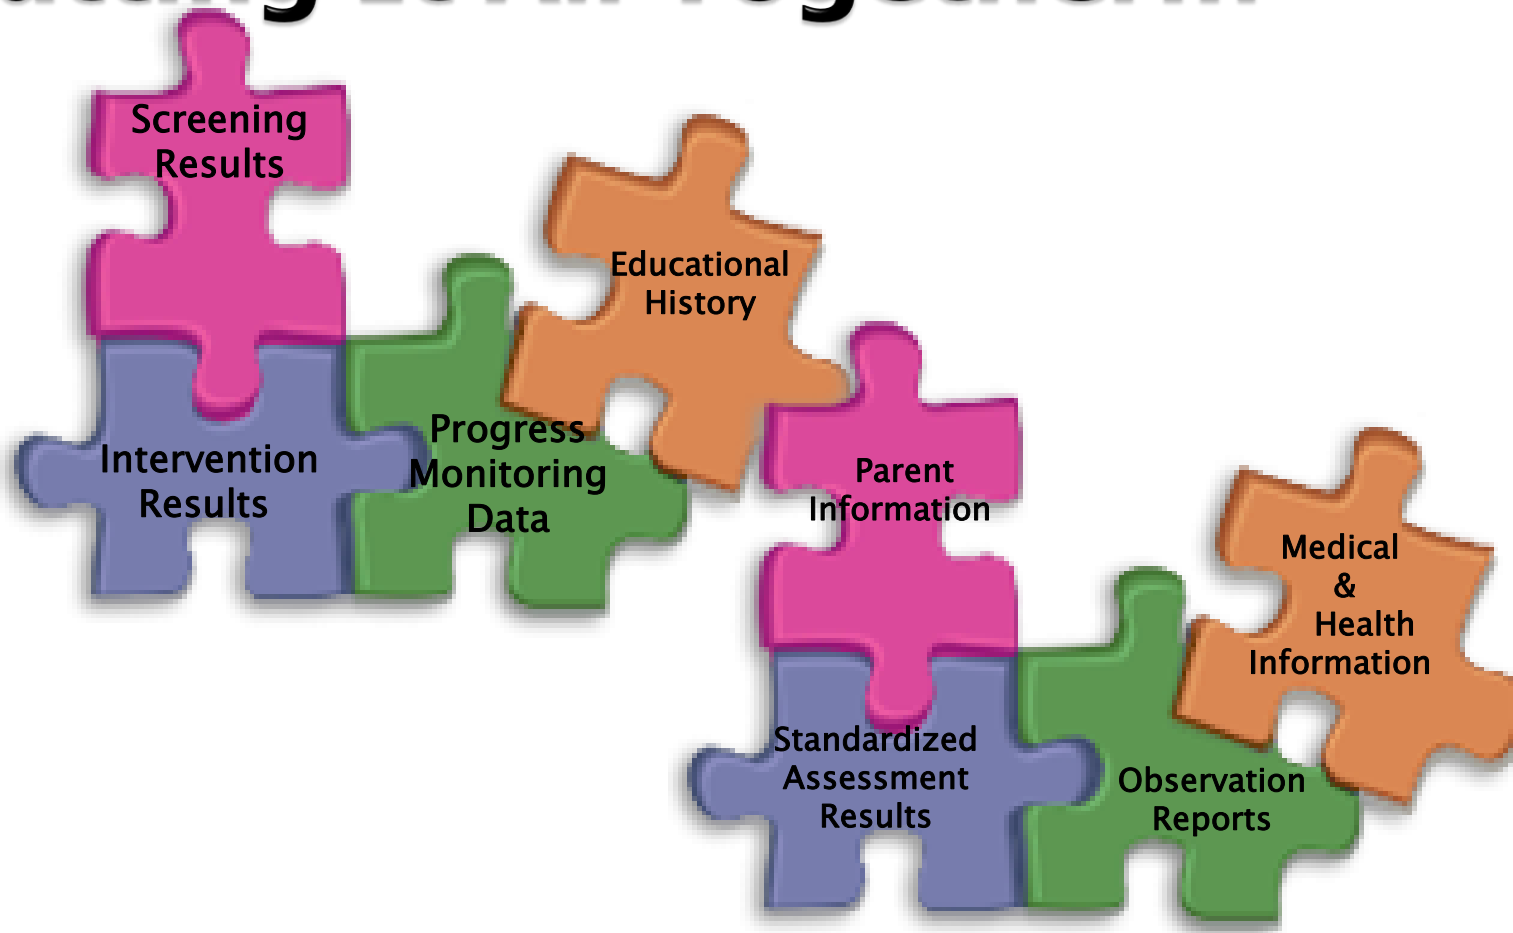 Screening
Results
Educational
History
Intervention
Results
Progress
Monitoring
Data
Parent
Information
Medical
&
Health
Information
Standardized
Assessment
Results
Observation
Reports